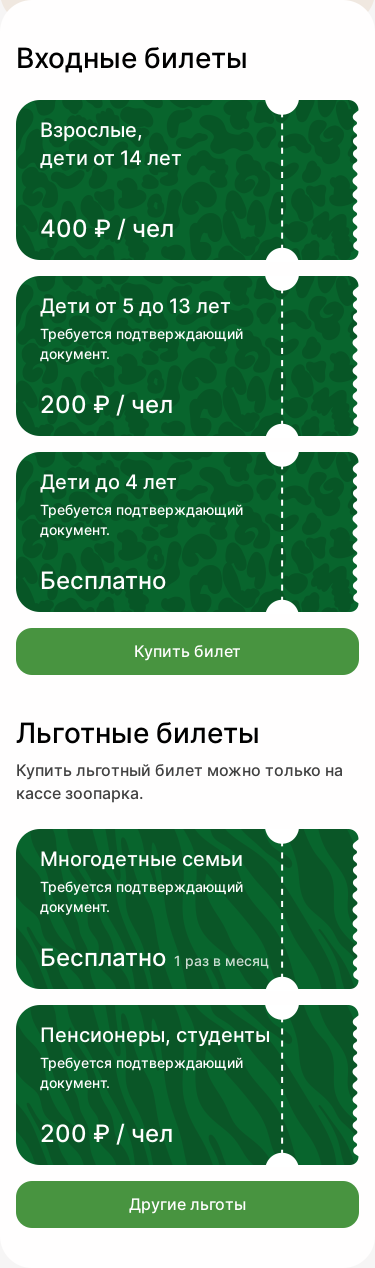 Входные билеты
Взрослые,
дети от 14 лет
400 ₽ / чел
Дети от 5 до 13 лет
Требуется подтверждающий
документ.
200 ₽ / чел
Дети до 4 лет
Требуется подтверждающий
документ.
Бесплатно
Купить билет
Льготные билеты
Купить льготный билет можно только на
кассе зоопарка.
Многодетные семьи
Требуется подтверждающий
документ.
Бесплатно 1 раз в месяц
Пенсионеры, студенты
Требуется подтверждающий
документ.
200 ₽ / чел
Другие льготы